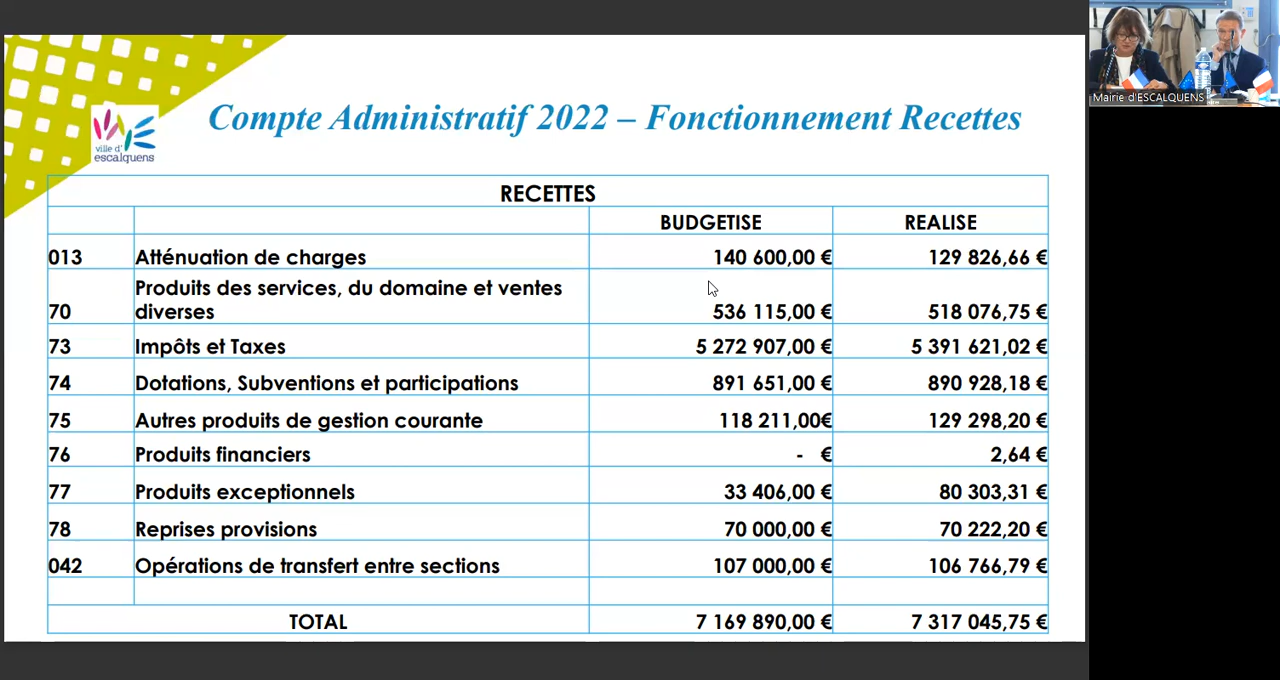 Mairie d'ESCALQUENS
Compte Administratif 2022 – Fonctionnement Recettes
ville d'
escalquens
RECETTES
BUDGETISE REALISE
013 Atténuation de charges 140 600,00 € 129 826,66 €
Produits des services, du domaine et ventes
70 diverses 536 115,00 € 518 076,75 €
73 Impôts et Taxes 5 272 907,00 € 5 391 621,02 €
74 Dotations, Subventions et participations 891 651,00 € 890 928,18 €
75 Autres produits de gestion courante 118 211,00€ 129 298,20 €
76 Produits financiers - € 2,64 €
77 Produits exceptionnels 33 406,00 € 80 303,31 €
78 Reprises provisions 70 000,00 € 70 222,20 €
042 Opérations de transfert entre sections 107 000,00 € 106 766,79 €
TOTAL 7 169 890,00 € 7 317 045,75 €